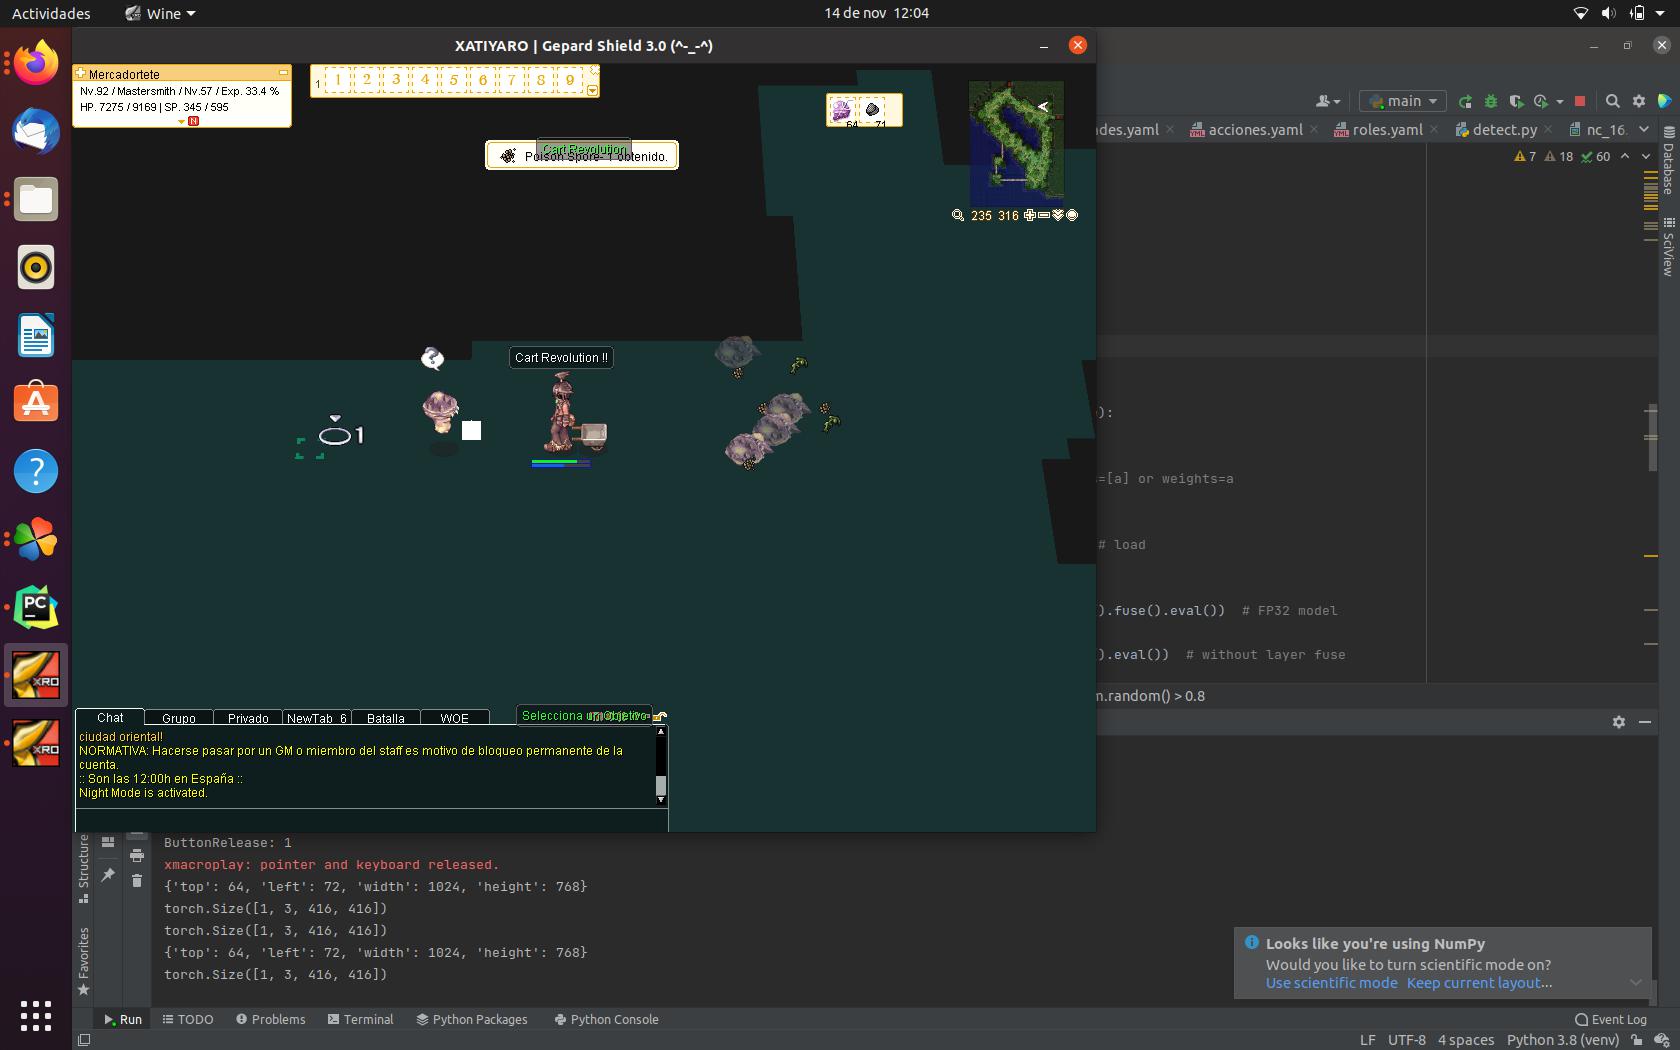 Actividades
Wine
14 de nov 12:04
XATIYARO | Gepard Shield 3.0 (^-_-^)
Mercadortete
Nv.92 / Mastersmith / Nv.57 / Exp. 33.4 %
HP. 7275 / 9169 | SP. 345 / 595
N
1 1 2 3 4 5 6 7 8 9
64 71
Cart Revolution
Poison Spore- 1 obtenido.
235 316
Cart Revolution !!
?
1
main
des.yaml
acciones.yaml
roles.yaml
detect.py
nc_16.
7 18 60
Database
SciView
):
=[a] or weights=a
# load
).fuse().eval()) # FP32 model
).eval()) # without layer fuse
m.random() > 0.8
Chat Grupo Privado NewTab_6 Batalla WOE
Selecciona un objetivo
ciudad oriental!
NORMATIVA: Hacerse pasar por un GM o miembro del staff es motivo de bloqueo permanente de la
cuenta.
:: Son las 12:00h en España ::
Night Mode is activated.
PC
XRO
XRO
Structure
Favorites
ButtonRelease: 1
xmacroplay: pointer and keyboard released.
{'top': 64, 'left': 72, 'width': 1024, 'height': 768}
torch.Size([1, 3, 416, 416])
torch.Size([1, 3, 416, 416])
{'top': 64, 'left': 72, 'width': 1024, 'height': 768}
torch.Size([1, 3, 416, 416])
Looks like you're using NumPy
Would you like to turn scientific mode on?
Use scientific mode Keep current layout...
Run TODO Problems Terminal Python Packages Python Console
Event Log
LF UTF-8 4 spaces Python 3.8 (venv)